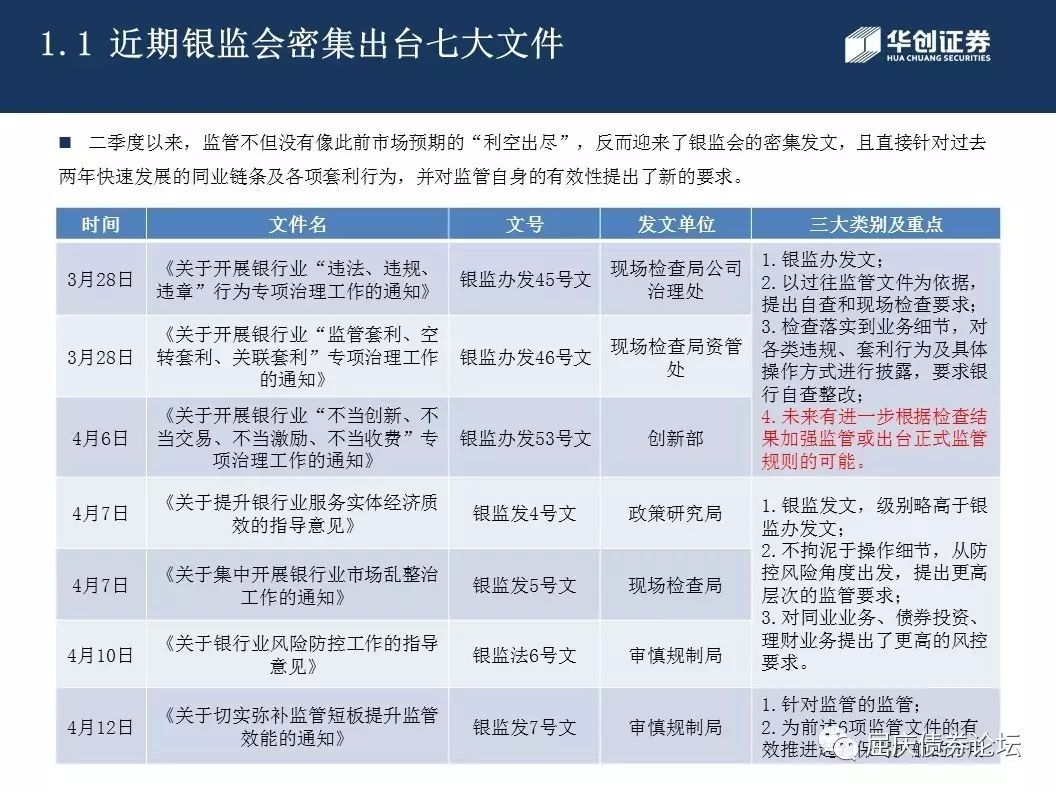 1.1 近期银监会密集出台七大文件
华创证券
HUA CHUANG SECURITIES
■ 二季度以来，监管不但没有像此前市场预期的“利空出尽”，反而迎来了银监会的密集发文，且直接针对过去
两年快速发展的同业链条及各项套利行为，并对监管自身的有效性提出了新的要求。
时间 文件名 文号 发文单位 三大类别及重点
3月28日
《关于开展银行业“违法、违规、
违章”行为专项治理工作的通知》
银监办发45号文
现场检查局公司
治理处
3月28日
《关于开展银行业“监管套利、空
转套利、关联套利”专项治理工作
的通知》
银监办发46号文
现场检查局资管
处
4月6日
《关于开展银行业“不当创新、不
当交易、不当激励、不当收费”专
项治理工作的通知》
银监办发53号文
创新部
1.银监办发文；
2.以过往监管文件为依据，
提出自查和现场检查要求；
3.检查落实到业务细节，对
各类违规、套利行为及具体
操作方式进行披露，要求银
行自查整改；
4.未来有进一步根据检查结
果加强监管或出台正式监管
规则的可能。
4月7日
《关于提升银行业服务实体经济质
效的指导意见》
银监发4号文
政策研究局
4月7日
《关于集中开展银行业市场乱整治
工作的通知》
银监发5号文
现场检查局
4月10日
《关于银行业风险防控工作的指导
意见》
银监法6号文
审慎规制局
1.银监发文，级别略高于银
监办发文；
2.不拘泥于操作细节，从防
控风险角度出发，提出更高
层次的监管要求；
3.对同业业务、债券投资、
理财业务提出了更高的风控
要求。
4月12日
《关于切实弥补监管短板提升监管
效能的通知》
银监发7号文
审慎规制局
1.针对监管的监管；
2.为前述6项监管文件的有
效推进
屈庆债券论坛